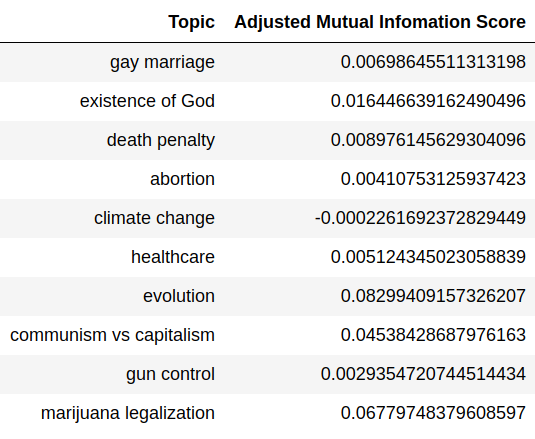 Topic Adjusted Mutual Infomation Score
gay marriage 0.00698645511313198
existence of God 0.016446639162490496
death penalty 0.008976145629304096
abortion 0.00410753125937423
climate change -0.0002261692372829449
healthcare 0.005124345023058839
evolution 0.08299409157326207
communism vs capitalism 0.04538428687976163
gun control 0.0029354720744514434
marijuana legalization 0.06779748379608597